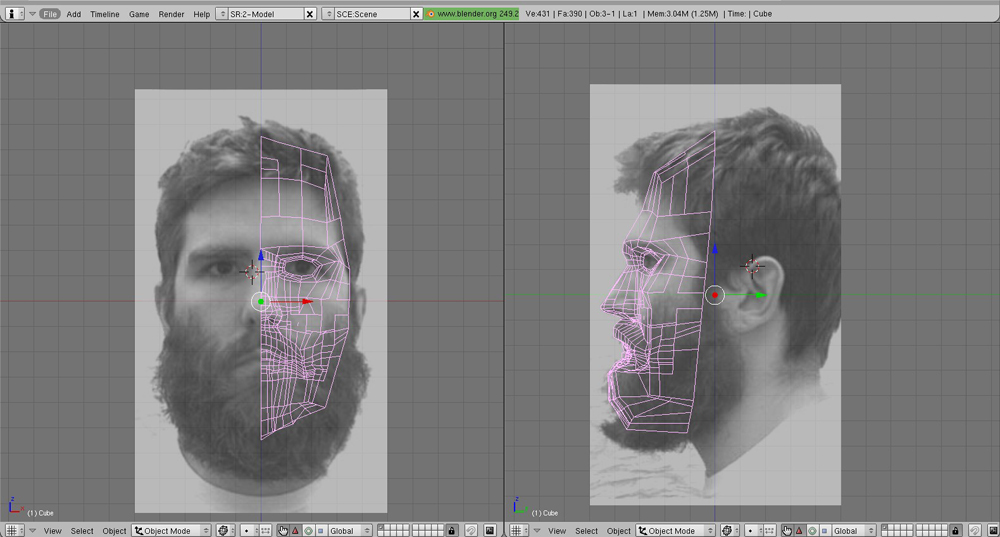 File Add Timeline Game Render Help SR:2-Model SCE:Scene www.blender.org 249.2 Ve:431 | Fa:390 | Ob:3-1 | La:1 | Mem:3.04M (1.25M) | Time: | Cube
z
x
(1) Cube
z
y
(1) Cube
View Select Object Object Mode Global
View Select Object Object Mode Global